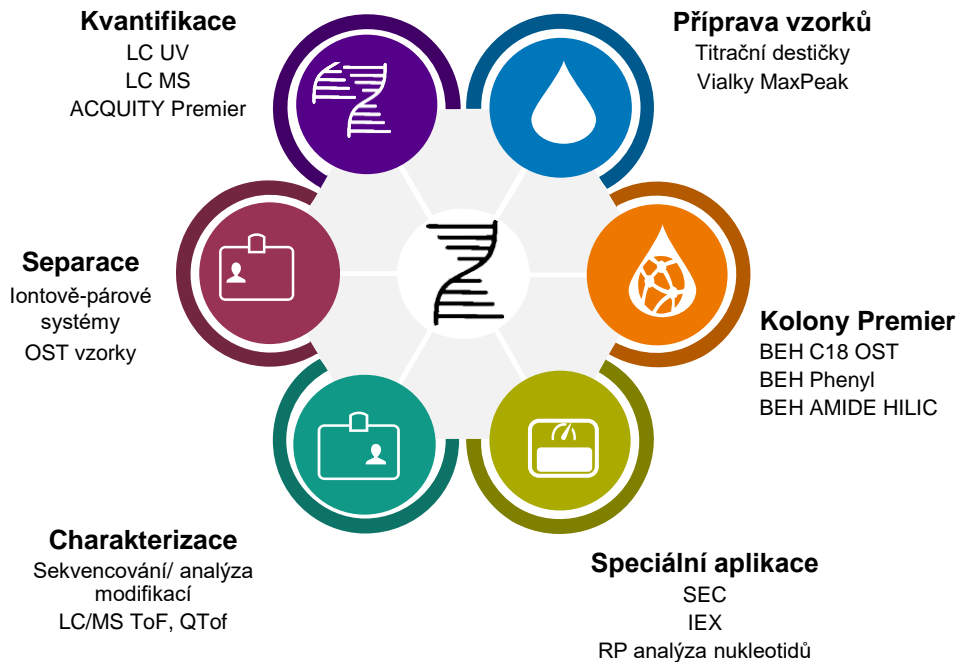 Kvantifikace
LC UV
LC MS
ACQUITY Premier
Příprava vzorků
Titrační destičky
Vialky MaxPeak
Separace
Iontově-párové
systémy
OST vzorky
Kolony Premier
BEH C18 OST
BEH Phenyl
BEH AMIDE HILIC
Charakterizace
Sekvencování/ analýza
modifikací
LC/MS ToF, QTof
Speciální aplikace
SEC
IEX
RP analýza nukleotidů